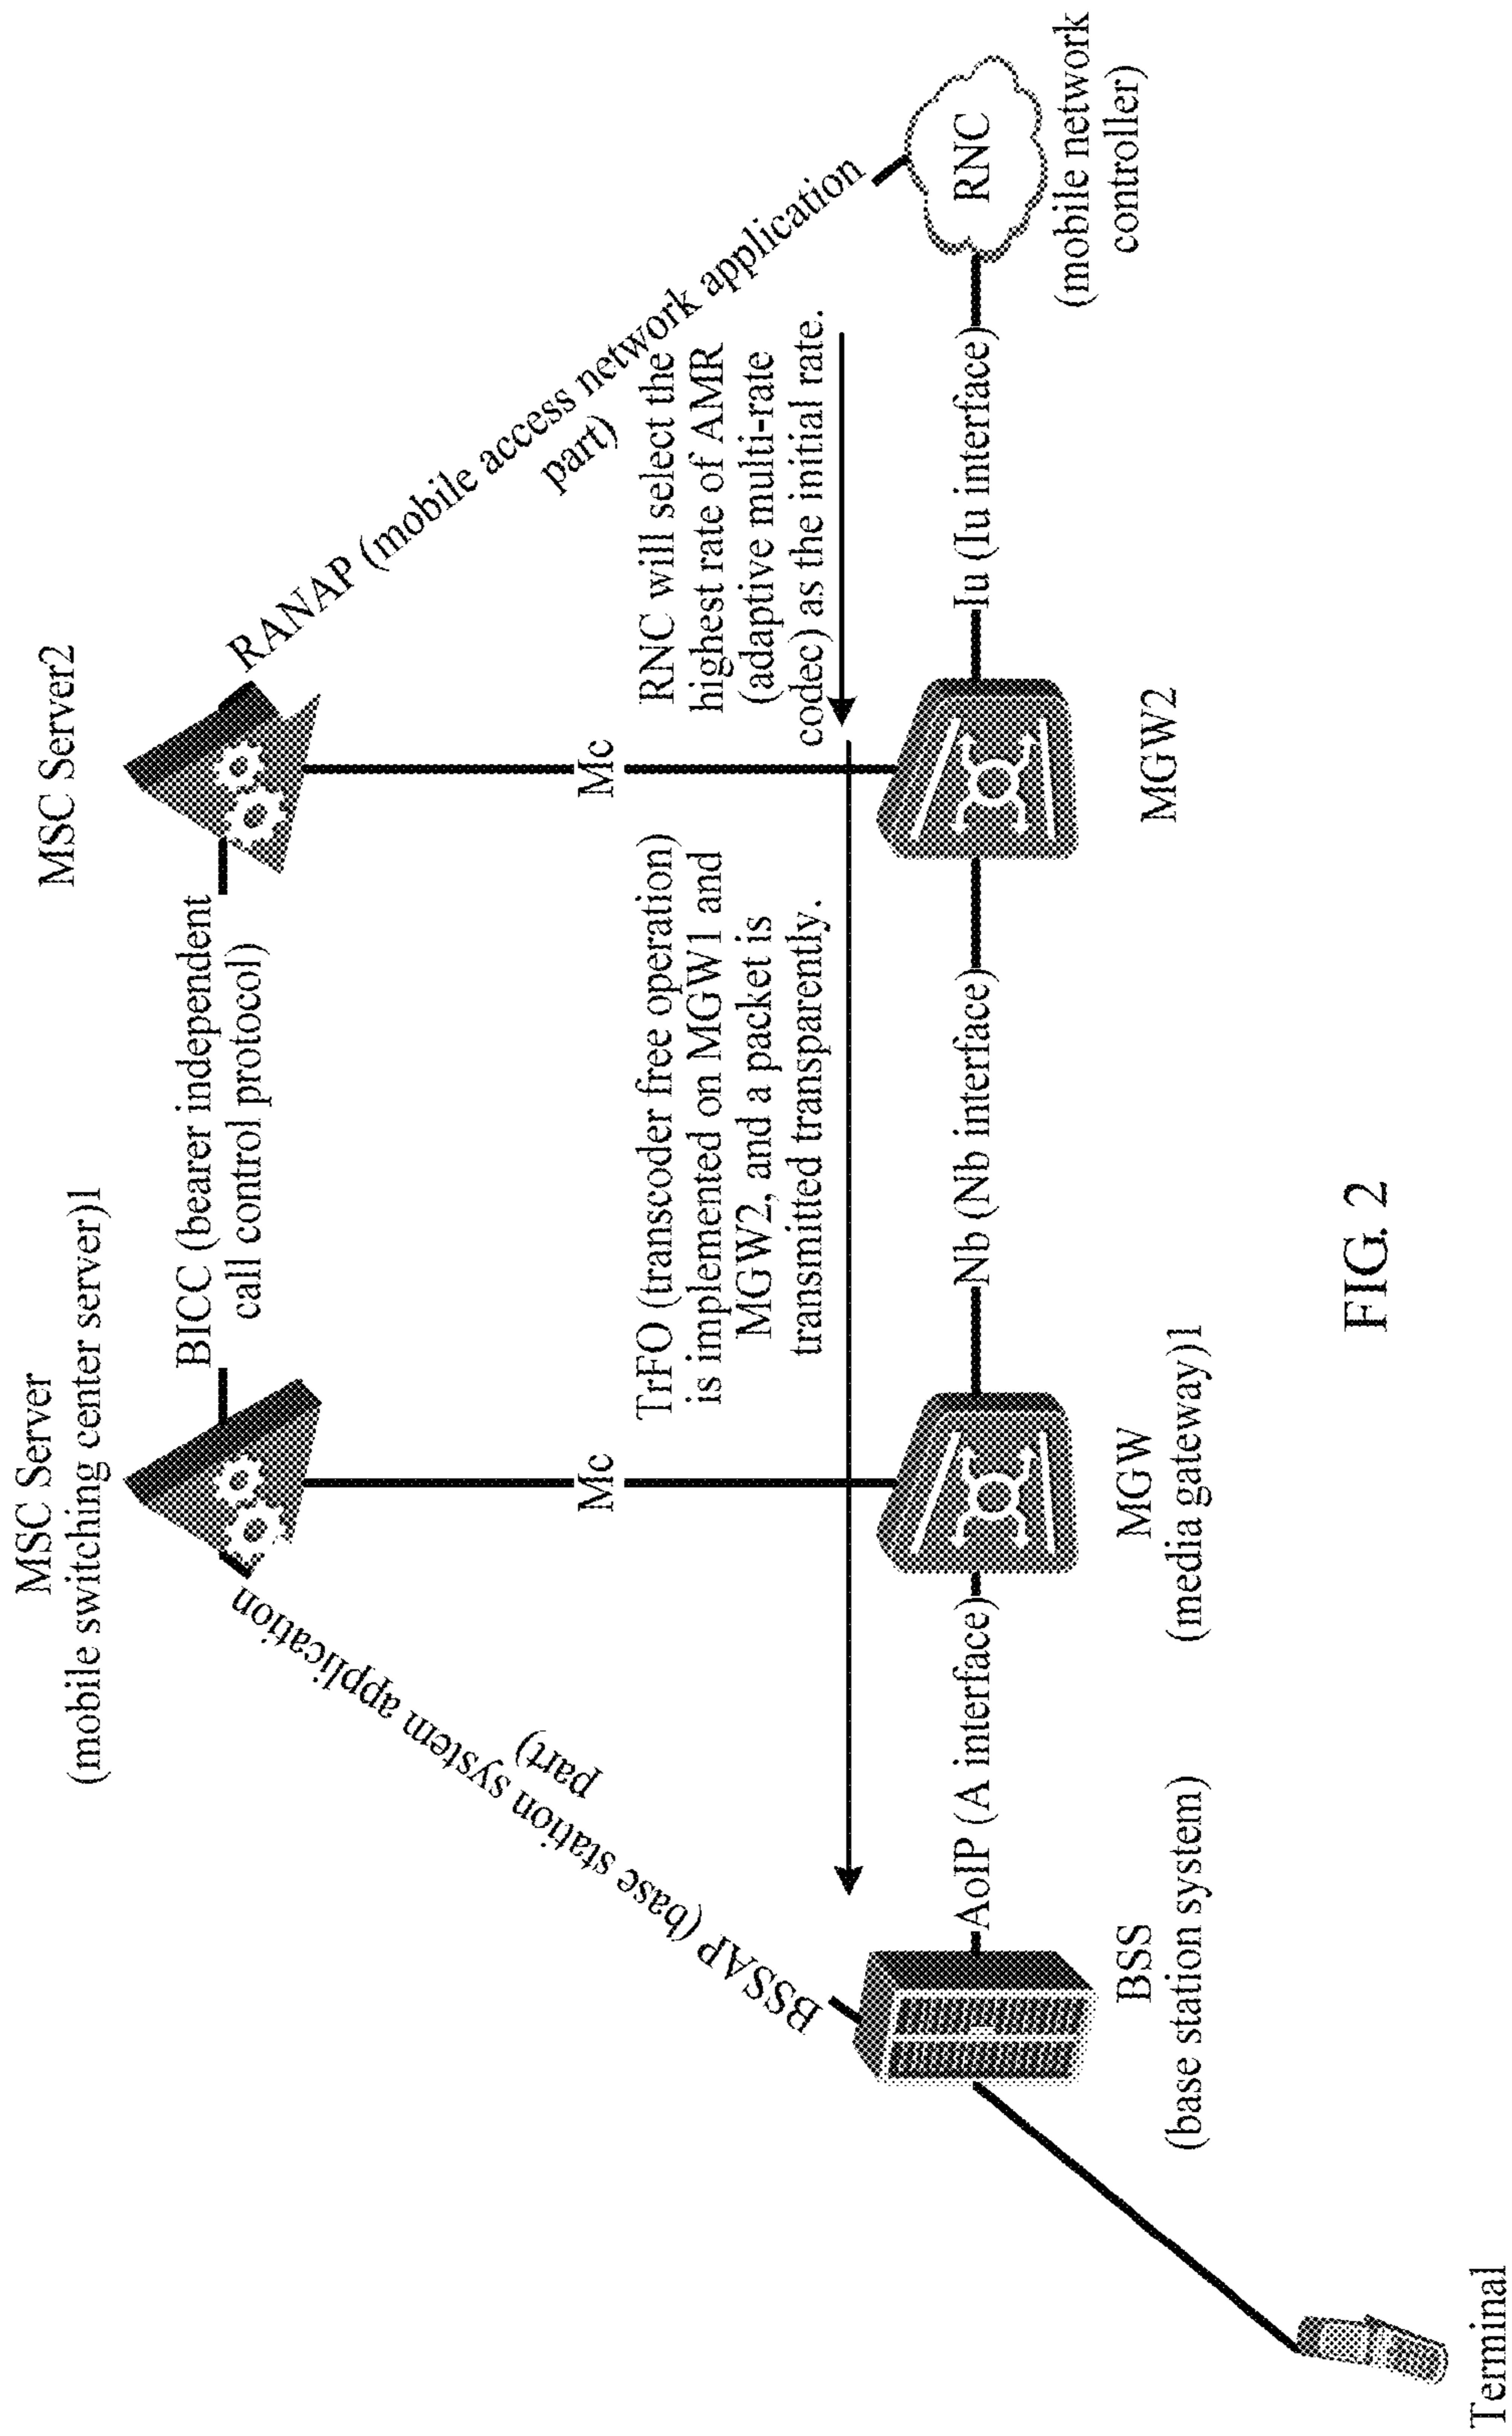 MSC Server
(mobile switching center server)1
MSC Server2
BICC (bearer independent
call control protocol)
BSSAP (base station system application
part)
RANAP (mobile access network application
part)
Mc
Mc
TrFO (transcoder free operation)
is implemented on MGW1 and
MGW2, and a packet is
transmitted transparently.
RNC will select the
highest rate of AMR
(adaptive multi-rate
codec) as the initial rate.
AoIP (A interface)
Nb (Nb interface)
Iu (Iu interface)
RNC
(mobile network
controller)
BSS
(base station system)
MGW
(media gateway)1
MGW2
Terminal
FIG. 2